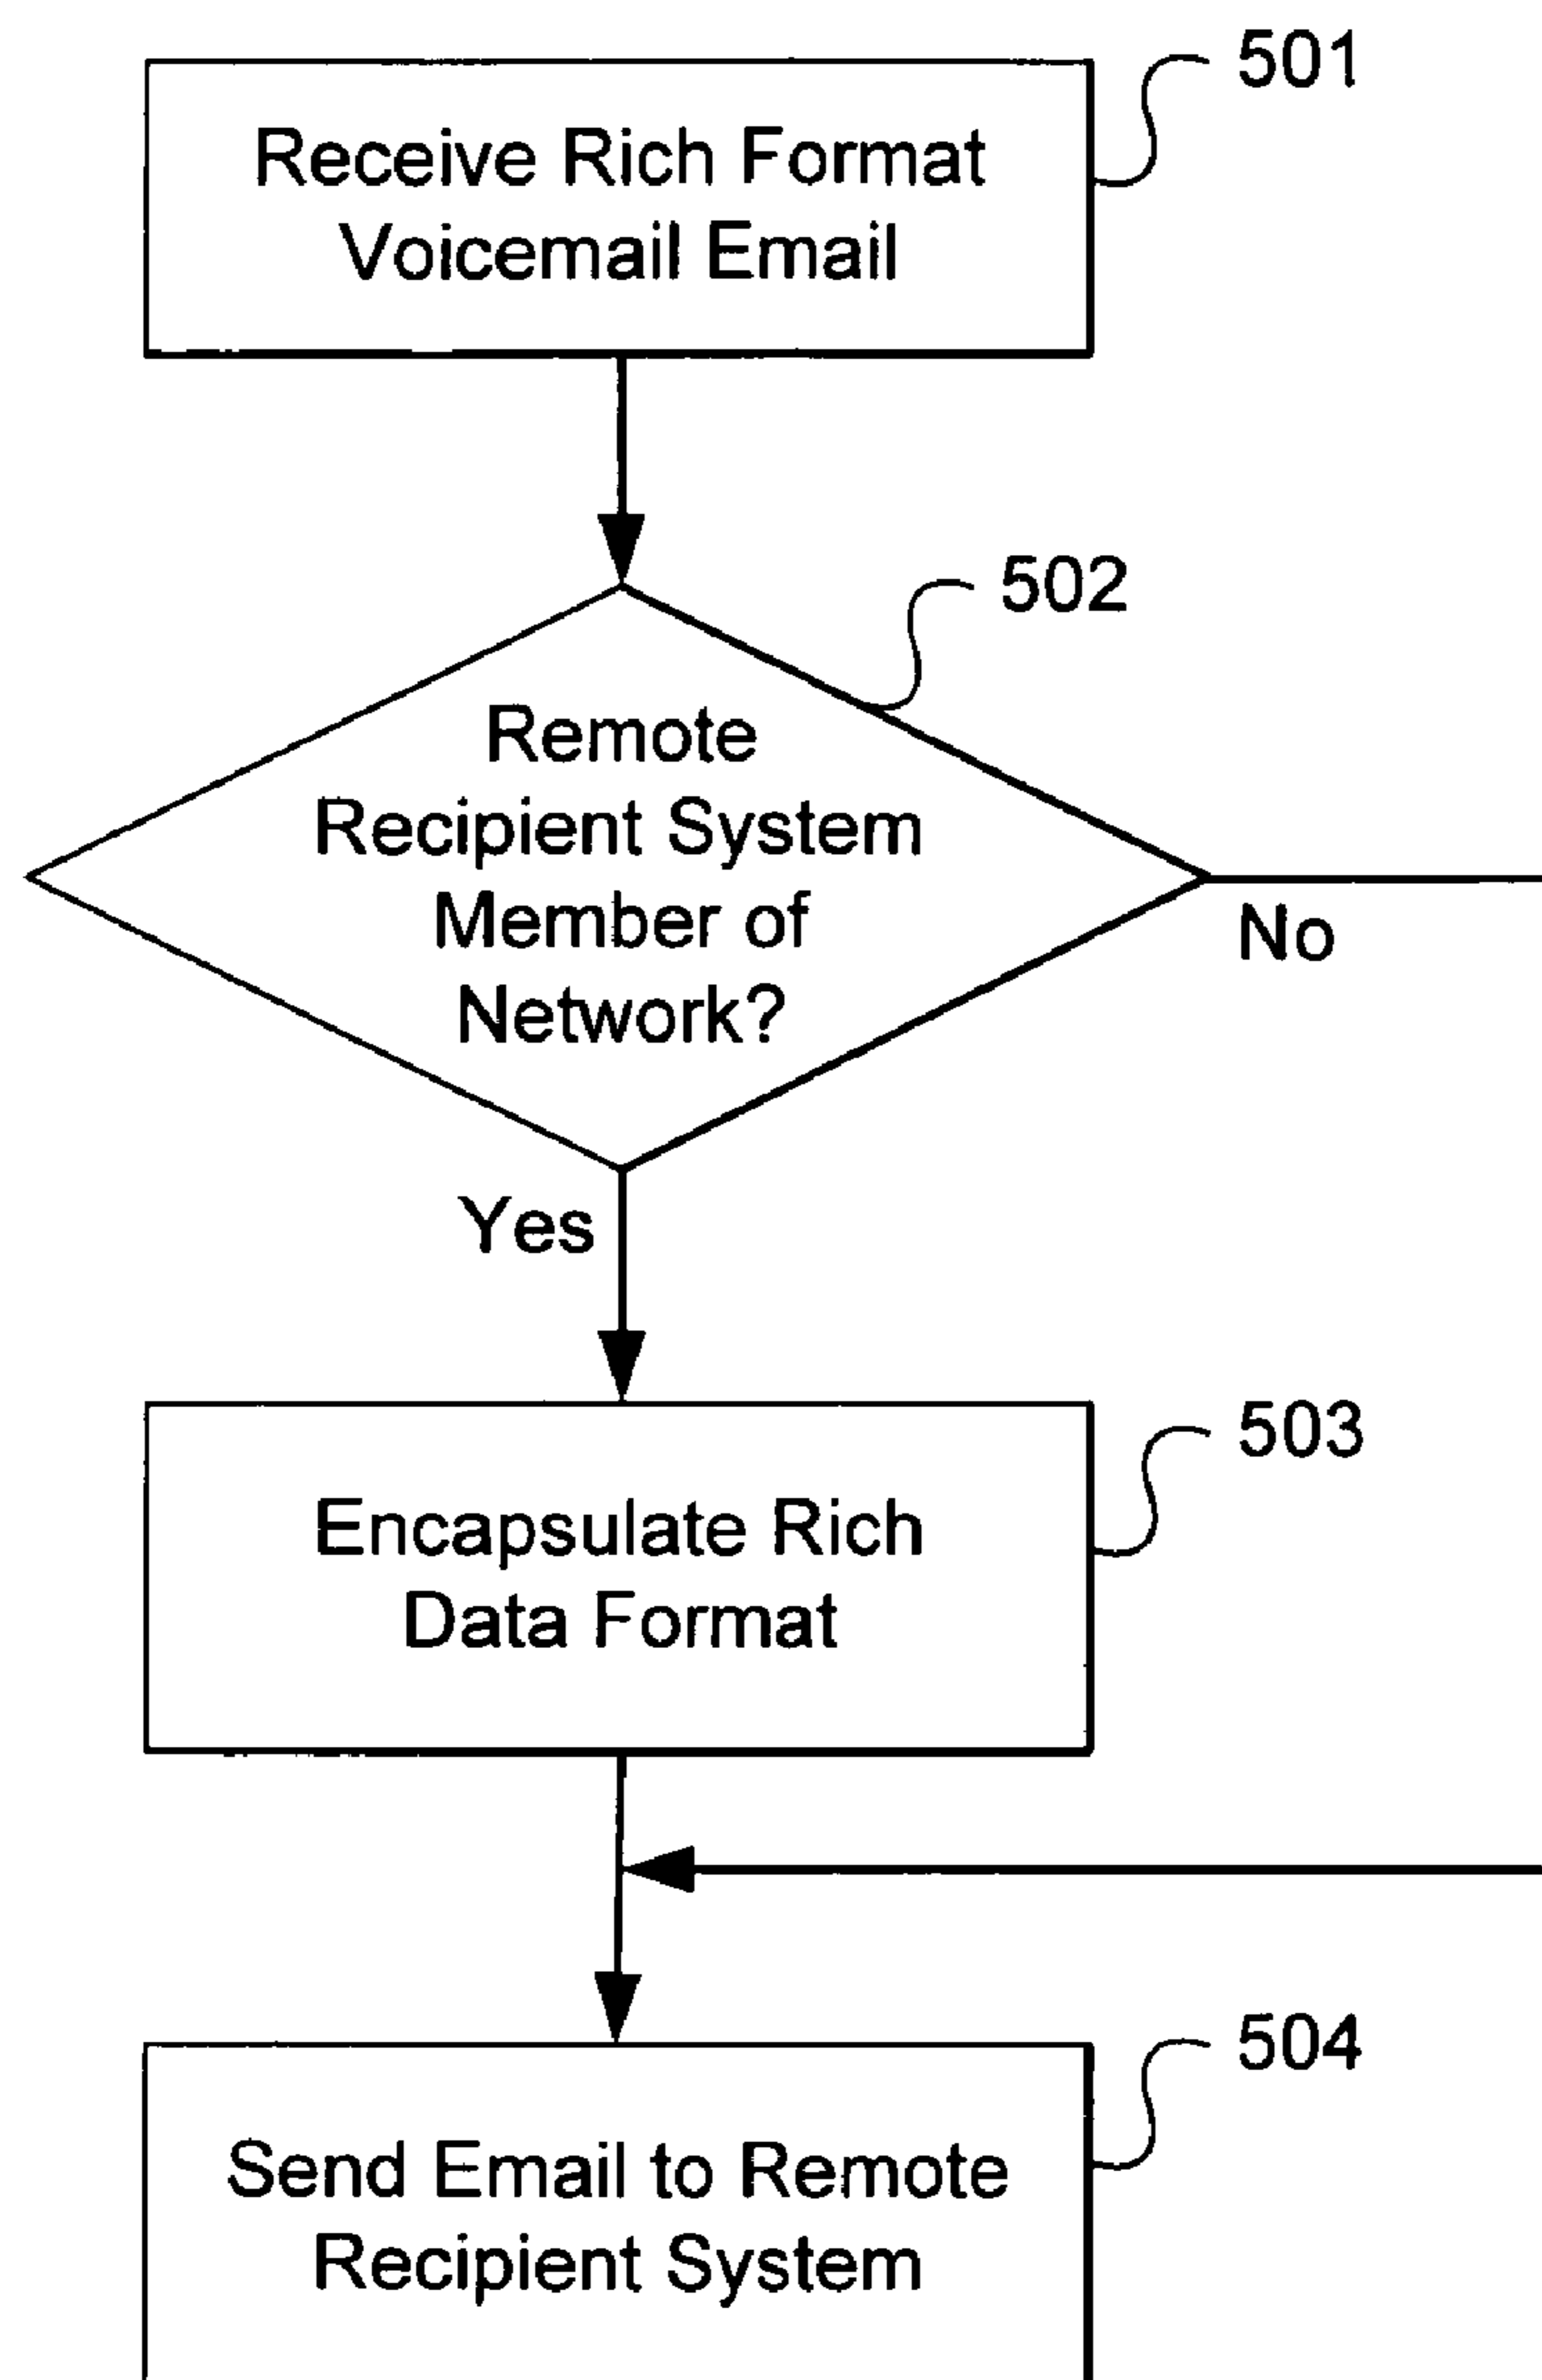 501
Receive Rich Format
Voicemail Email
502
Remote
Recipient System
Member of
Network?
No
Yes
503
Encapsulate Rich
Data Format
504
Send Email to Remote
Recipient System